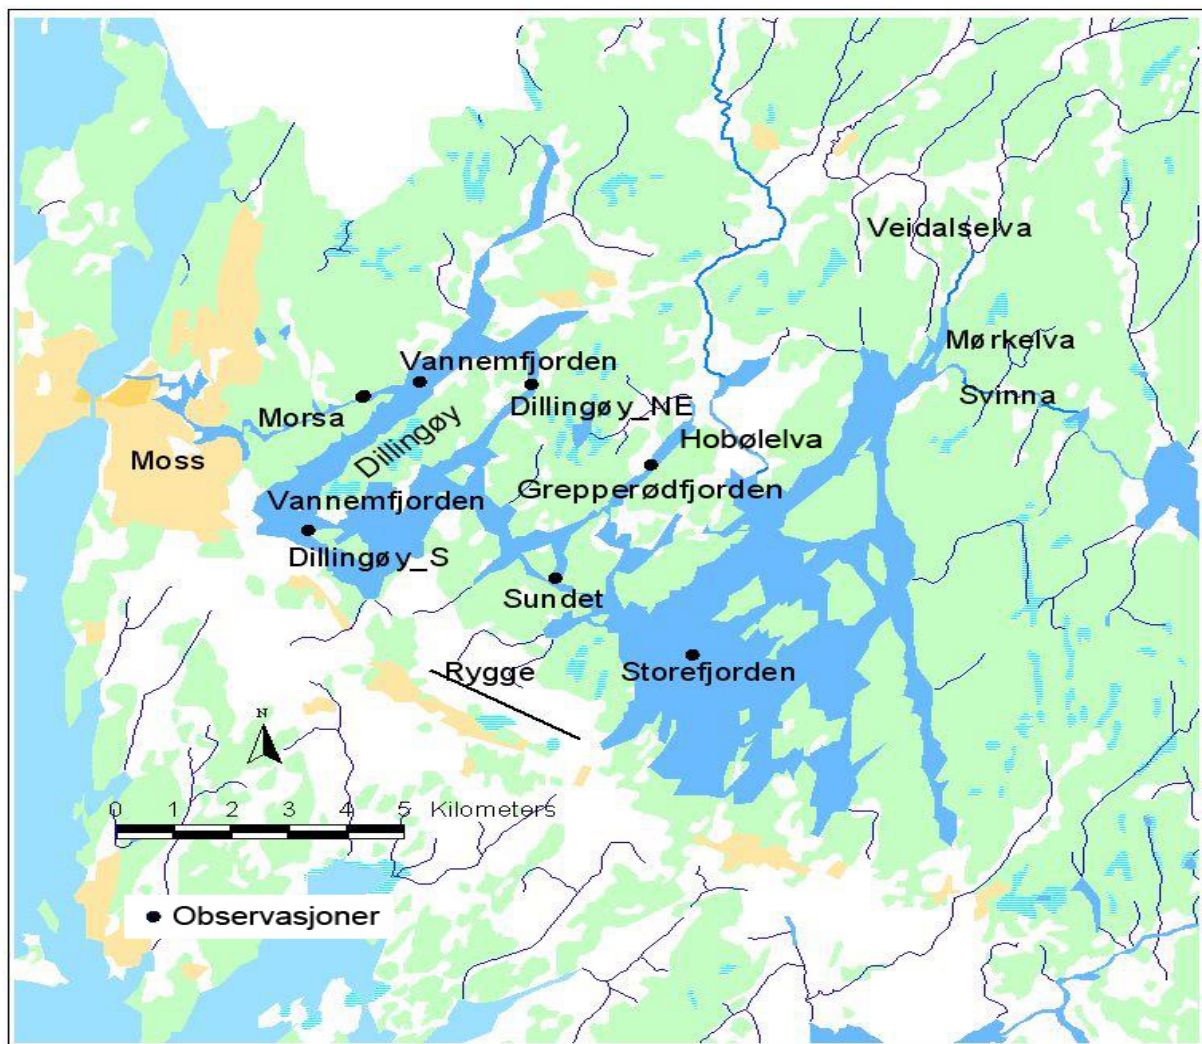 Veidalselva
Mørkelva
Vannemfjorden
Svinna
Dillingøy_NE
Morsa
Dillingøy
Hobølelva
Moss
Grepperødfjorden
Vannemfjorden
Dillingøy_S
Sundet
Rygge
Storefjorden
N
0 1 2 3 4 5 Kilometers
Observasjoner